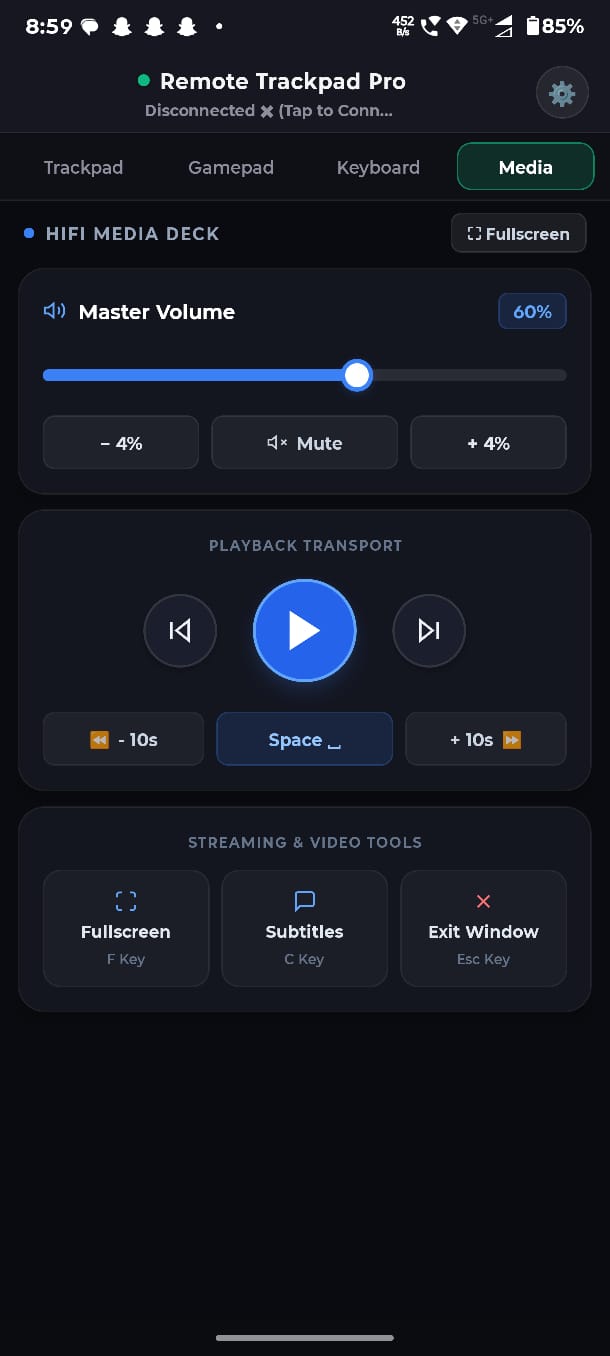 8:59 452 B/S 5G+ 85%
Remote Trackpad Pro
Disconnected ✖ (Tap to Conn...
Trackpad Gamepad Keyboard Media
HIFI MEDIA DECK Fullscreen
Master Volume 60%
− 4% Mute + 4%
PLAYBACK TRANSPORT
⏪ - 10s Space ⎵ + 10s ⏩
STREAMING & VIDEO TOOLS
Fullscreen Subtitles Exit Window
F Key C Key Esc Key